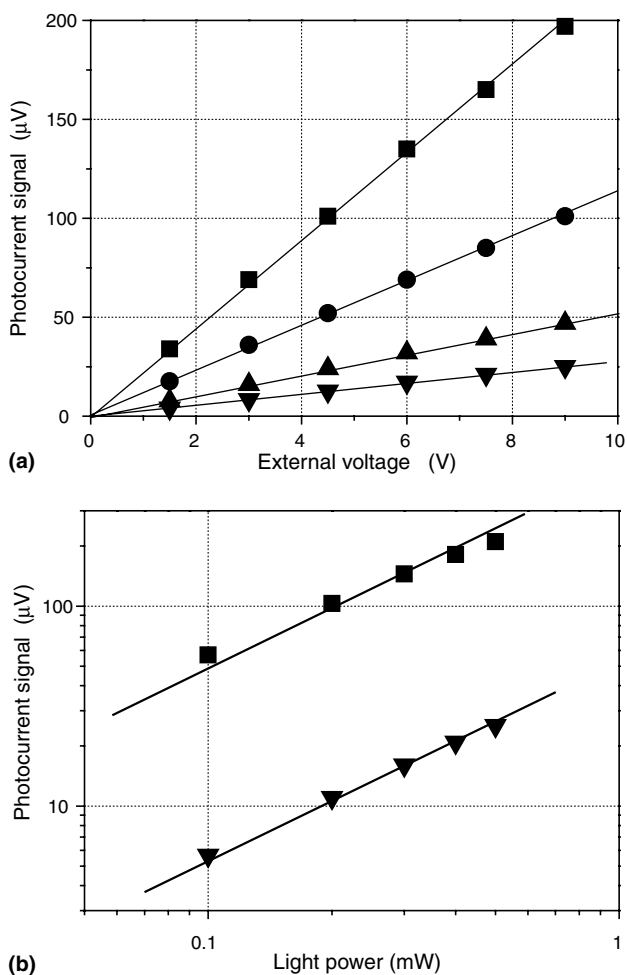 200
150
100
50
0
Photocurrent signal (μV)
0 2 4 6 8 10
(a) External voltage (V)
100
10
Photocurrent signal (μV)
0.1 1
(b) Light power (mW)